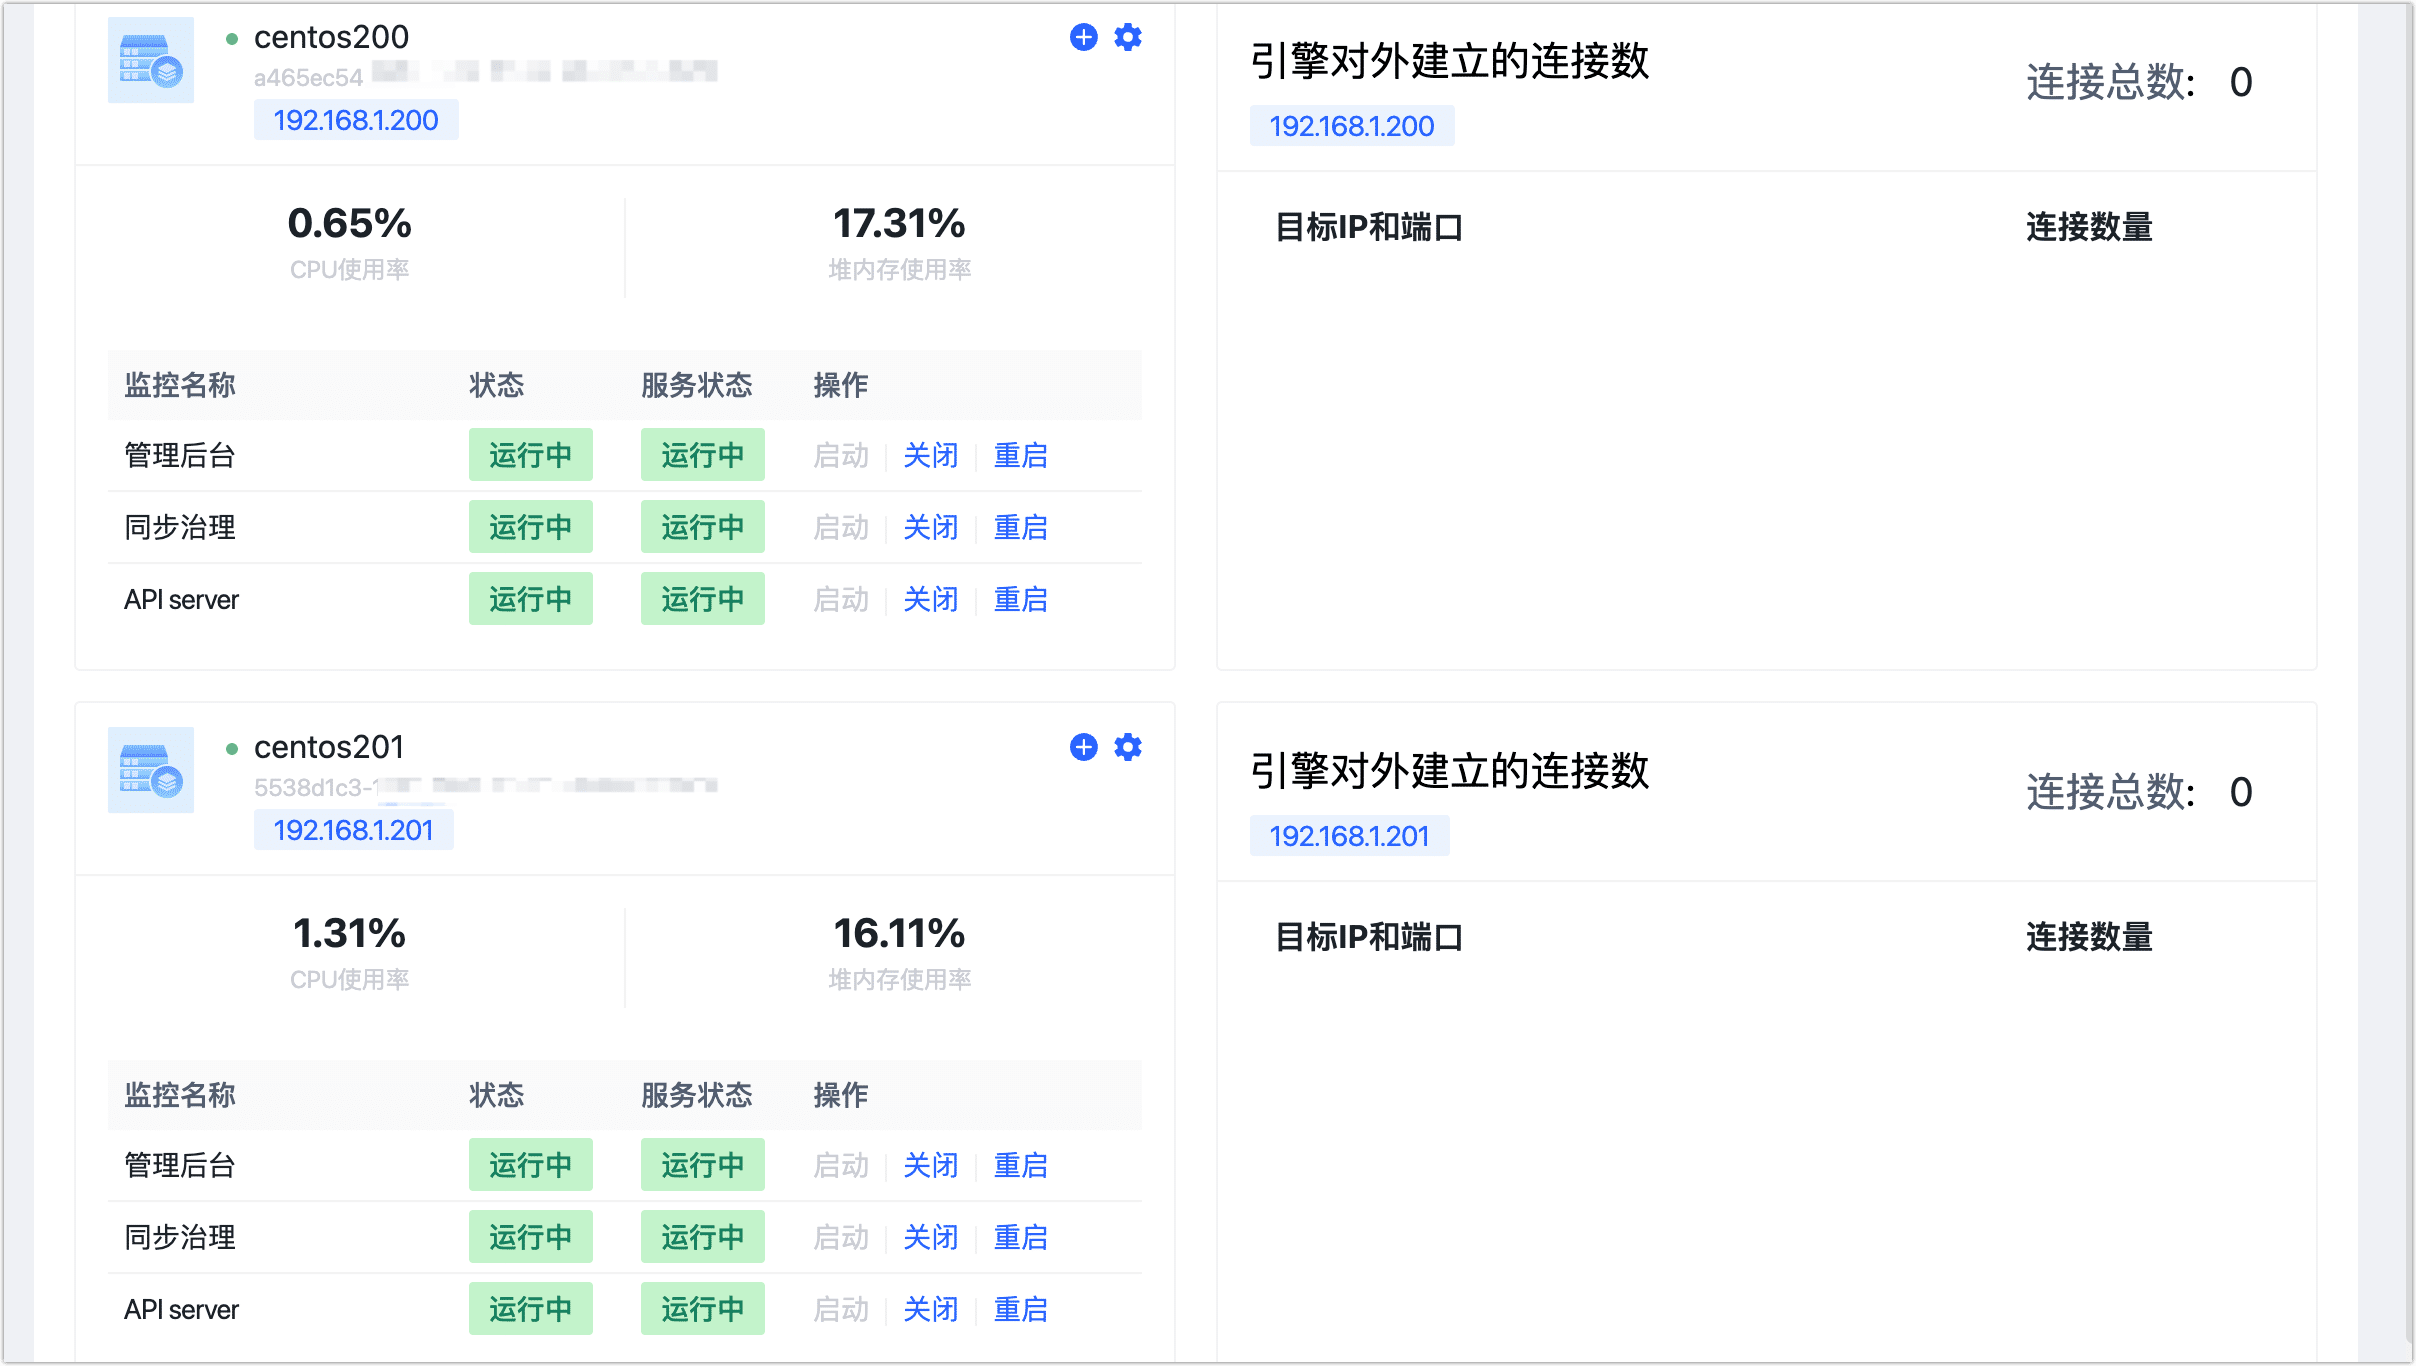 centos200
a465ec54
192.168.1.200
0.65%
CPU使用率
17.31%
堆内存使用率
监控名称 状态 服务状态 操作
管理后台 运行中 运行中 启动 关闭 重启
同步治理 运行中 运行中 启动 关闭 重启
API server 运行中 运行中 启动 关闭 重启
引擎对外建立的连接数
192.168.1.200
连接总数: 0
目标IP和端口 连接数量
centos201
5538d1c3-
192.168.1.201
1.31%
CPU使用率
16.11%
堆内存使用率
监控名称 状态 服务状态 操作
管理后台 运行中 运行中 启动 关闭 重启
同步治理 运行中 运行中 启动 关闭 重启
API server 运行中 运行中 启动 关闭 重启
引擎对外建立的连接数
192.168.1.201
连接总数: 0
目标IP和端口 连接数量